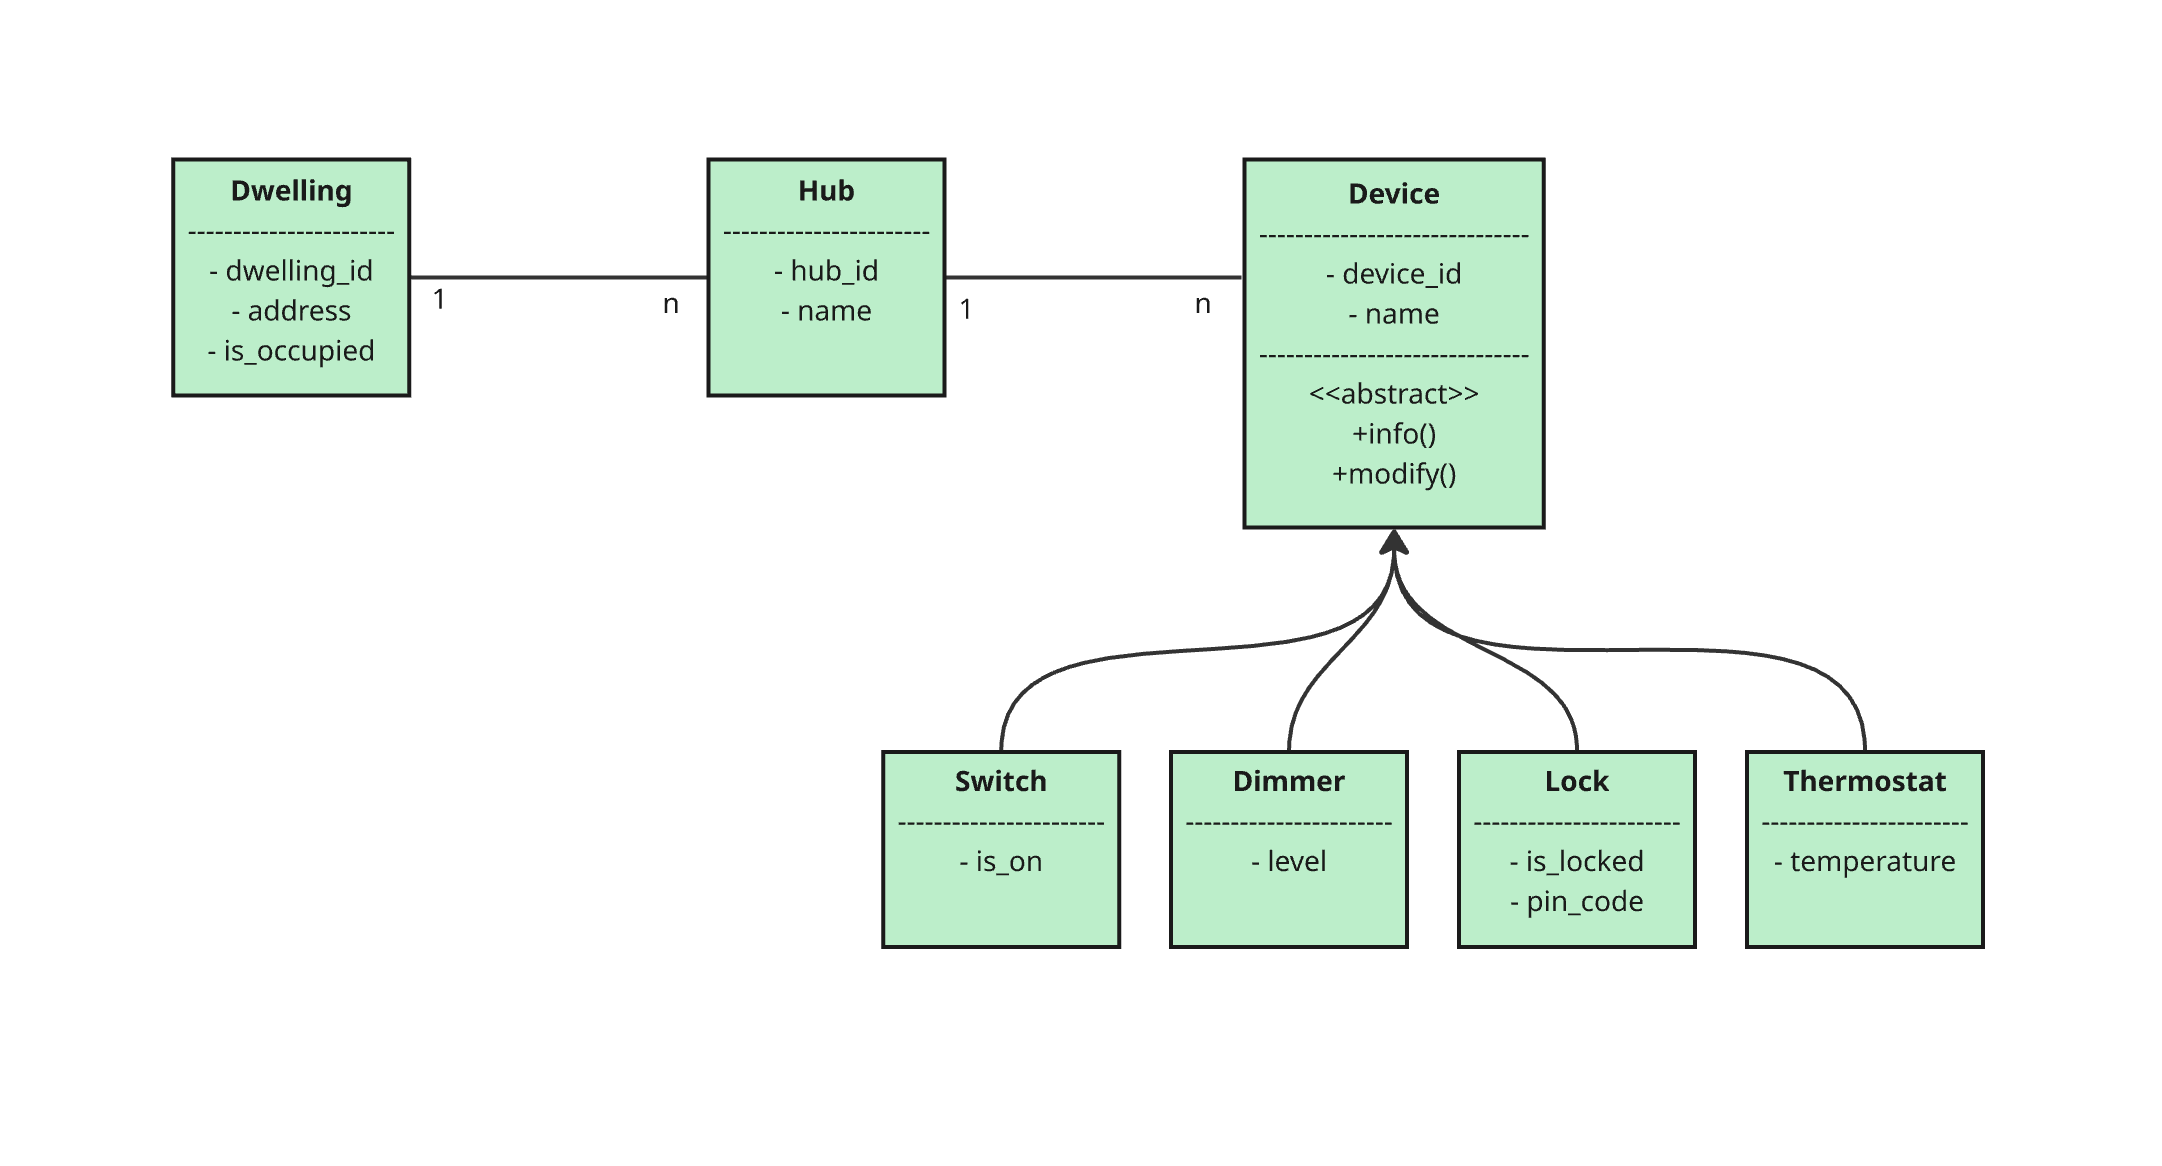 Dwelling
-----------------------
- dwelling_id
- address
- is_occupied
1
n
Hub
-----------------------
- hub_id
- name
1
n
Device
------------------------------
- device_id
- name
------------------------------
<<abstract>>
+info()
+modify()
Switch
-----------------------
- is_on
Dimmer
-----------------------
- level
Lock
-----------------------
- is_locked
- pin_code
Thermostat
-----------------------
- temperature